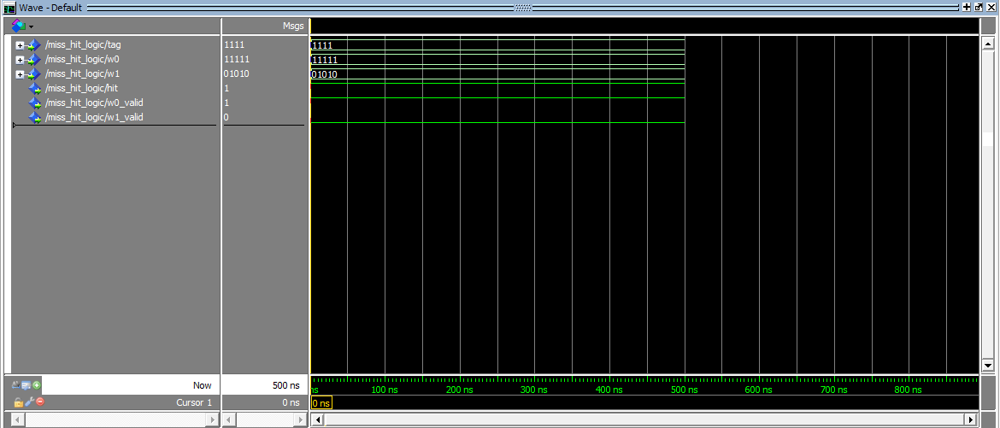 Wave - Default
Msgs
/miss_hit_logic/tag 1111 1111
/miss_hit_logic/w0 11111 11111
/miss_hit_logic/w1 01010 01010
/miss_hit_logic/hit 1
/miss_hit_logic/w0_valid 1
/miss_hit_logic/w1_valid 0
Now 500 ns ns 100 ns 200 ns 300 ns 400 ns 500 ns 600 ns 700 ns 800 ns
Cursor 1 0 ns 0 ns